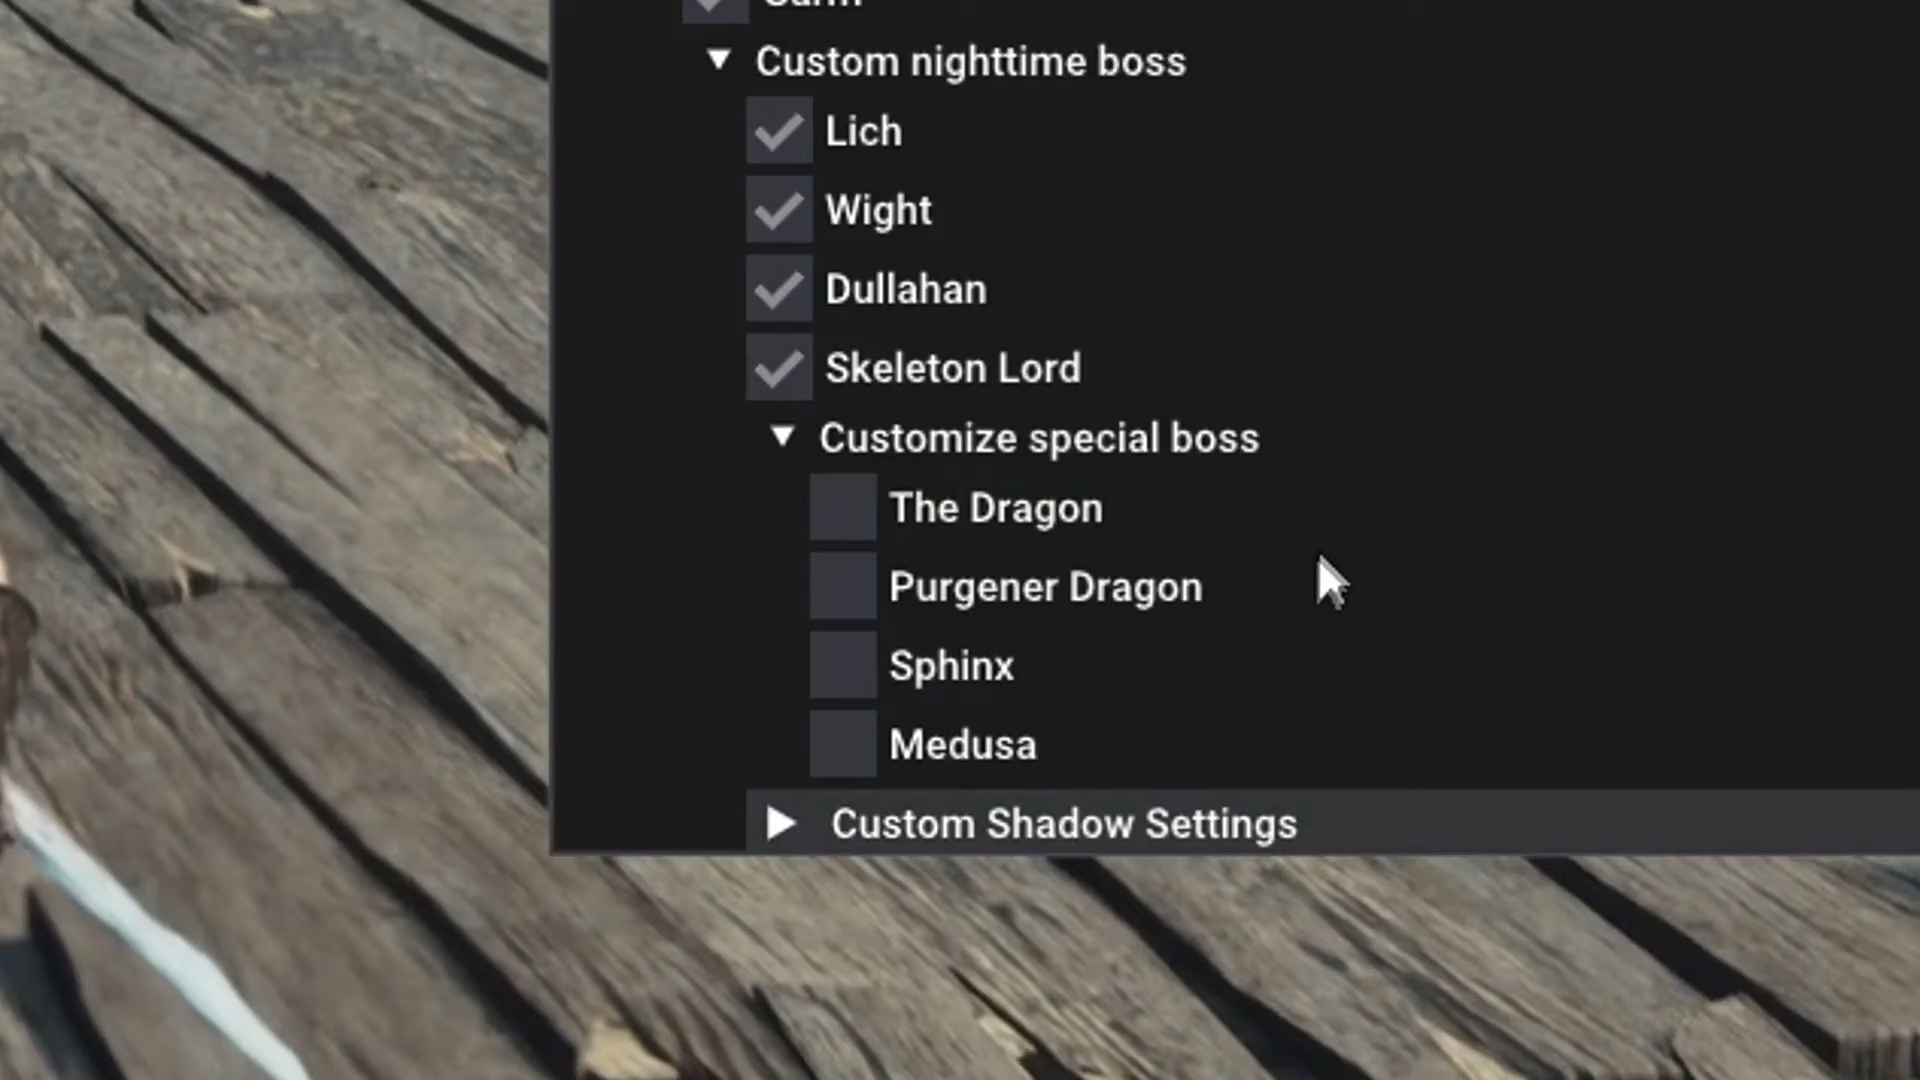 Custom nighttime boss
Lich
Wight
Dullahan
Skeleton Lord
Customize special boss
The Dragon
Purgener Dragon
Sphinx
Medusa
Custom Shadow Settings